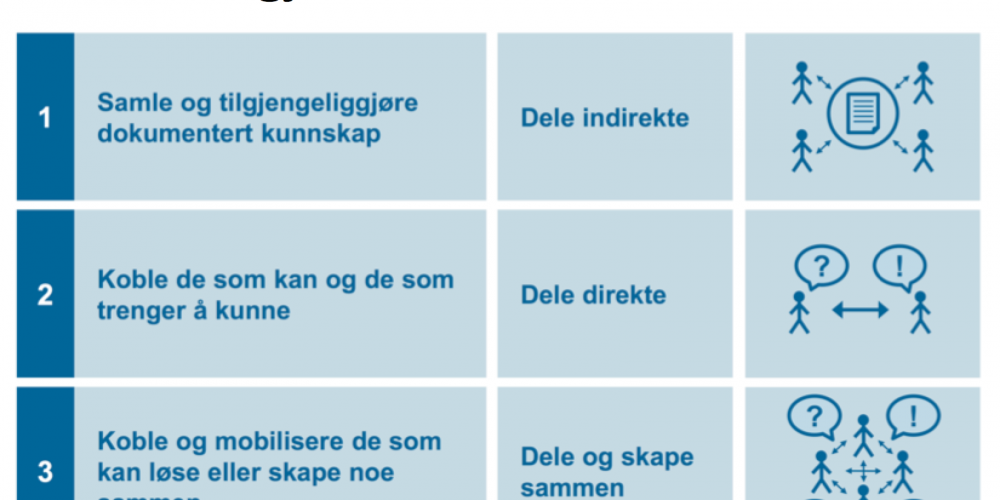 1
Samle og tilgjengeliggjøre
dokumentert kunnskap
Dele indirekte
2
Koble de som kan og de som
trenger å kunne
Dele direkte
?
!
3
Koble og mobilisere de som
kan løse eller skape noe
Dele og skape
sammen
?
!